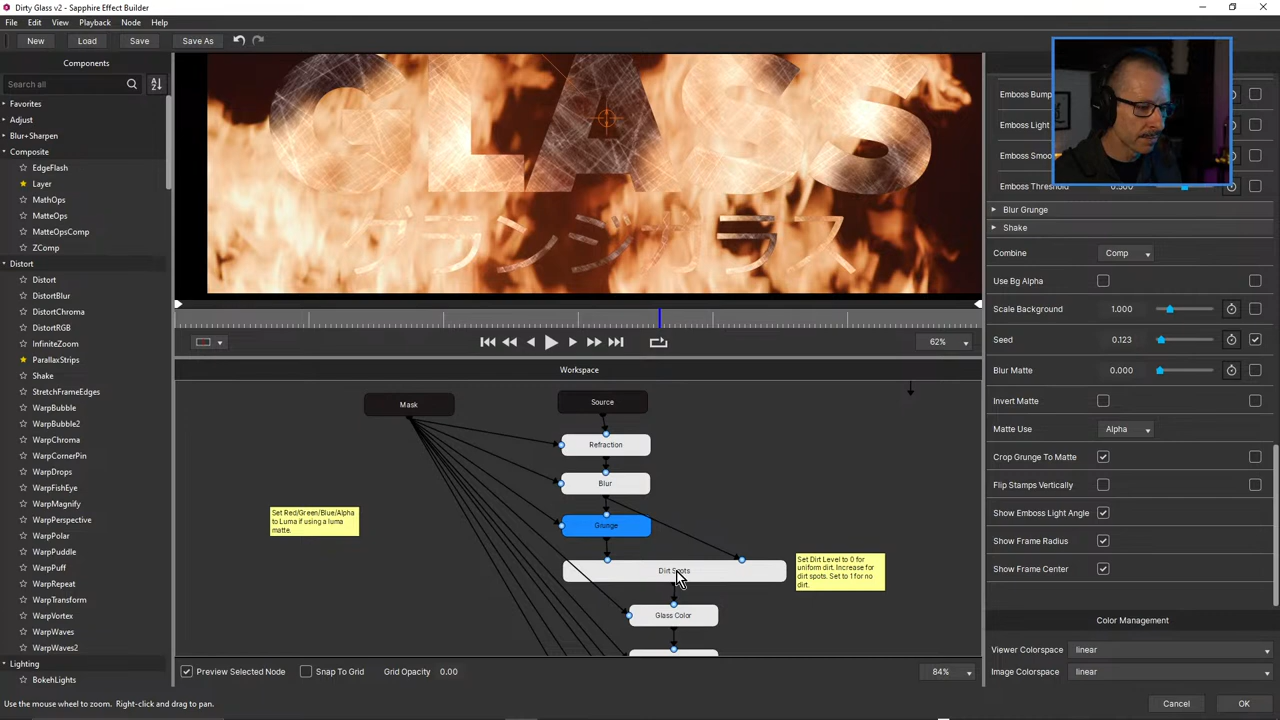 Dirty Glass v2 - Sapphire Effect Builder
File Edit View Playback Node Help
New Load Save Save As
Components
Search all
Favorites
Adjust
Blur+Sharpen
Composite
EdgeFlash
Layer
MathOps
MatteOps
MatteOpsComp
ZComp
Distort
Distort
DistortBlur
DistortChroma
DistortRGB
InfiniteZoom
ParallaxStrips
Shake
StretchFrameEdges
WarpBubble
WarpBubble2
WarpChroma
WarpCornerPin
WarpDrops
WarpFishEye
WarpMagnify
WarpPerspective
WarpPolar
WarpPuddle
WarpPuff
WarpRepeat
WarpTransform
WarpVortex
WarpWaves
WarpWaves2
Lighting
BokehLights
GLASS
62%
Workspace
Mask
Source
Refraction
Blur
Grunge
Dirt Spots
Glass Color
Set Red/Green/Blue/Alpha
to Luma if using a luma
matte.
Set Dirt Level to 0 for
uniform dirt. Increase for
dirt spots. Set to 1 for no
dirt.
Preview Selected Node Snap To Grid Grid Opacity 0.00 84%
Emboss Bump
Emboss Light
Emboss Smoo
Emboss Threshold 0.300
Blur Grunge
Shake
Combine Comp
Use Bg Alpha
Scale Background 1.000
Seed 0.123
Blur Matte 0.000
Invert Matte
Matte Use Alpha
Crop Grunge To Matte
Flip Stamps Vertically
Show Emboss Light Angle
Show Frame Radius
Show Frame Center
Color Management
Viewer Colorspace linear
Image Colorspace linear
Use the mouse wheel to zoom. Right-click and drag to pan.
Cancel OK